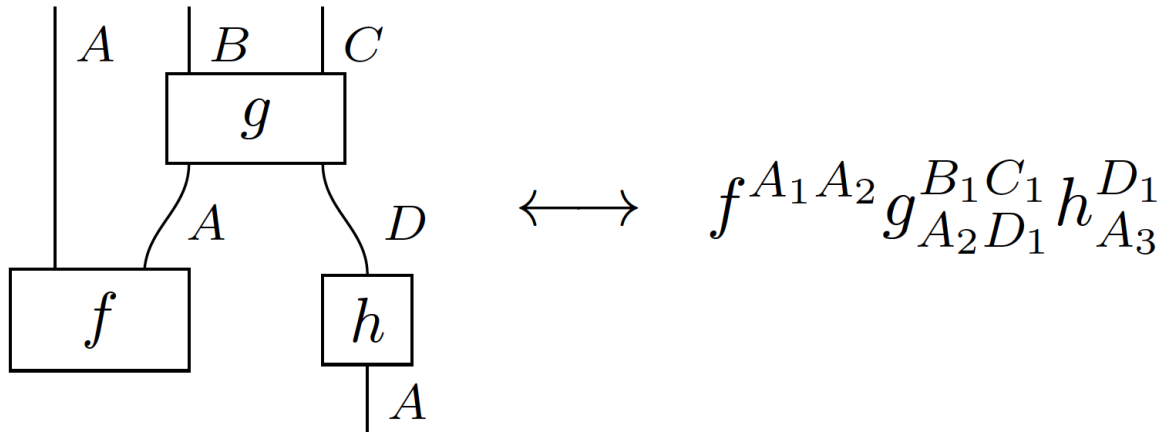 A B C
g
A D
f h
A
⟷ f^{A_1 A_2} g^{B_1 C_1}_{A_2 D_1} h^{D_1}_{A_3}